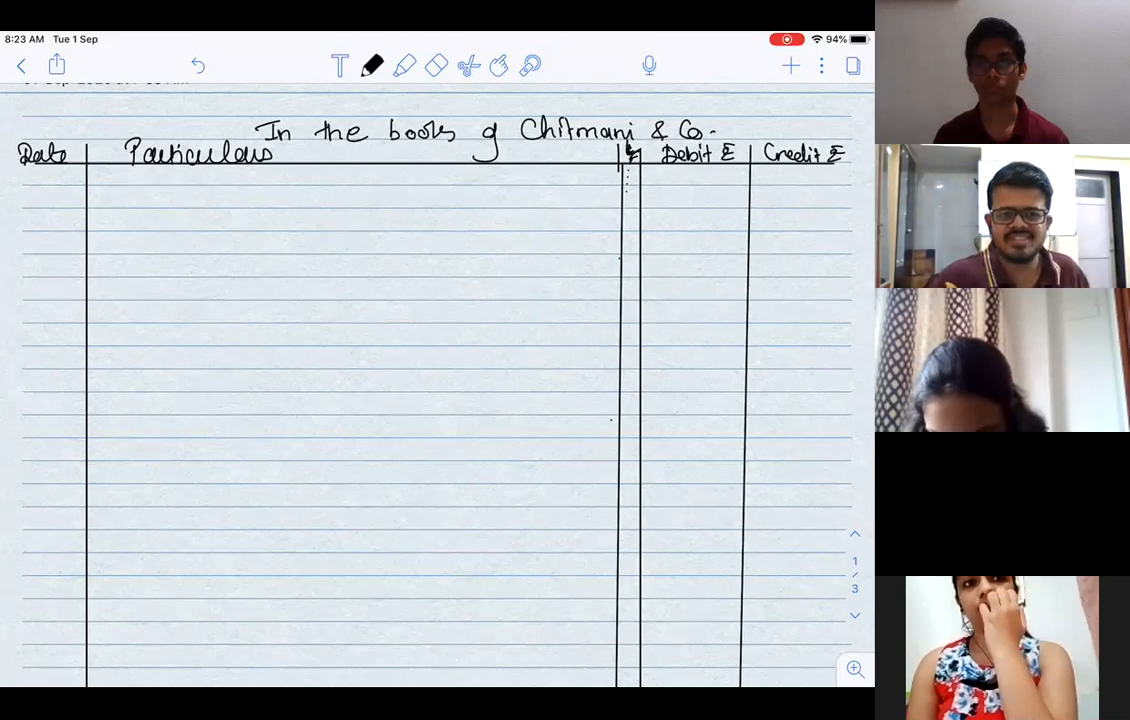 8:23 AM Tue 1 Sep
94%
In the books of Chitmani & Co.
Date Particulars Debit ₹ Credit ₹
1
/
3